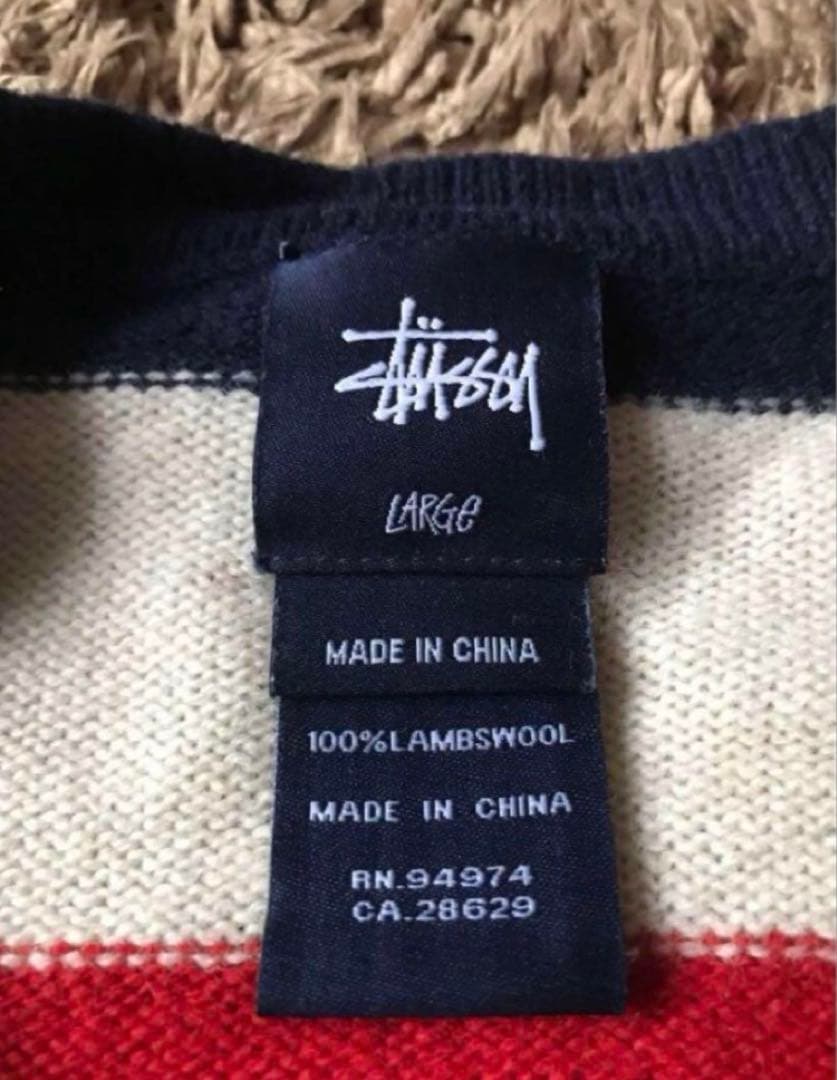 Stüssy
LARGE
MADE IN CHINA
100%LAMBSWOOL
MADE IN CHINA
RN.94974
CA.28629